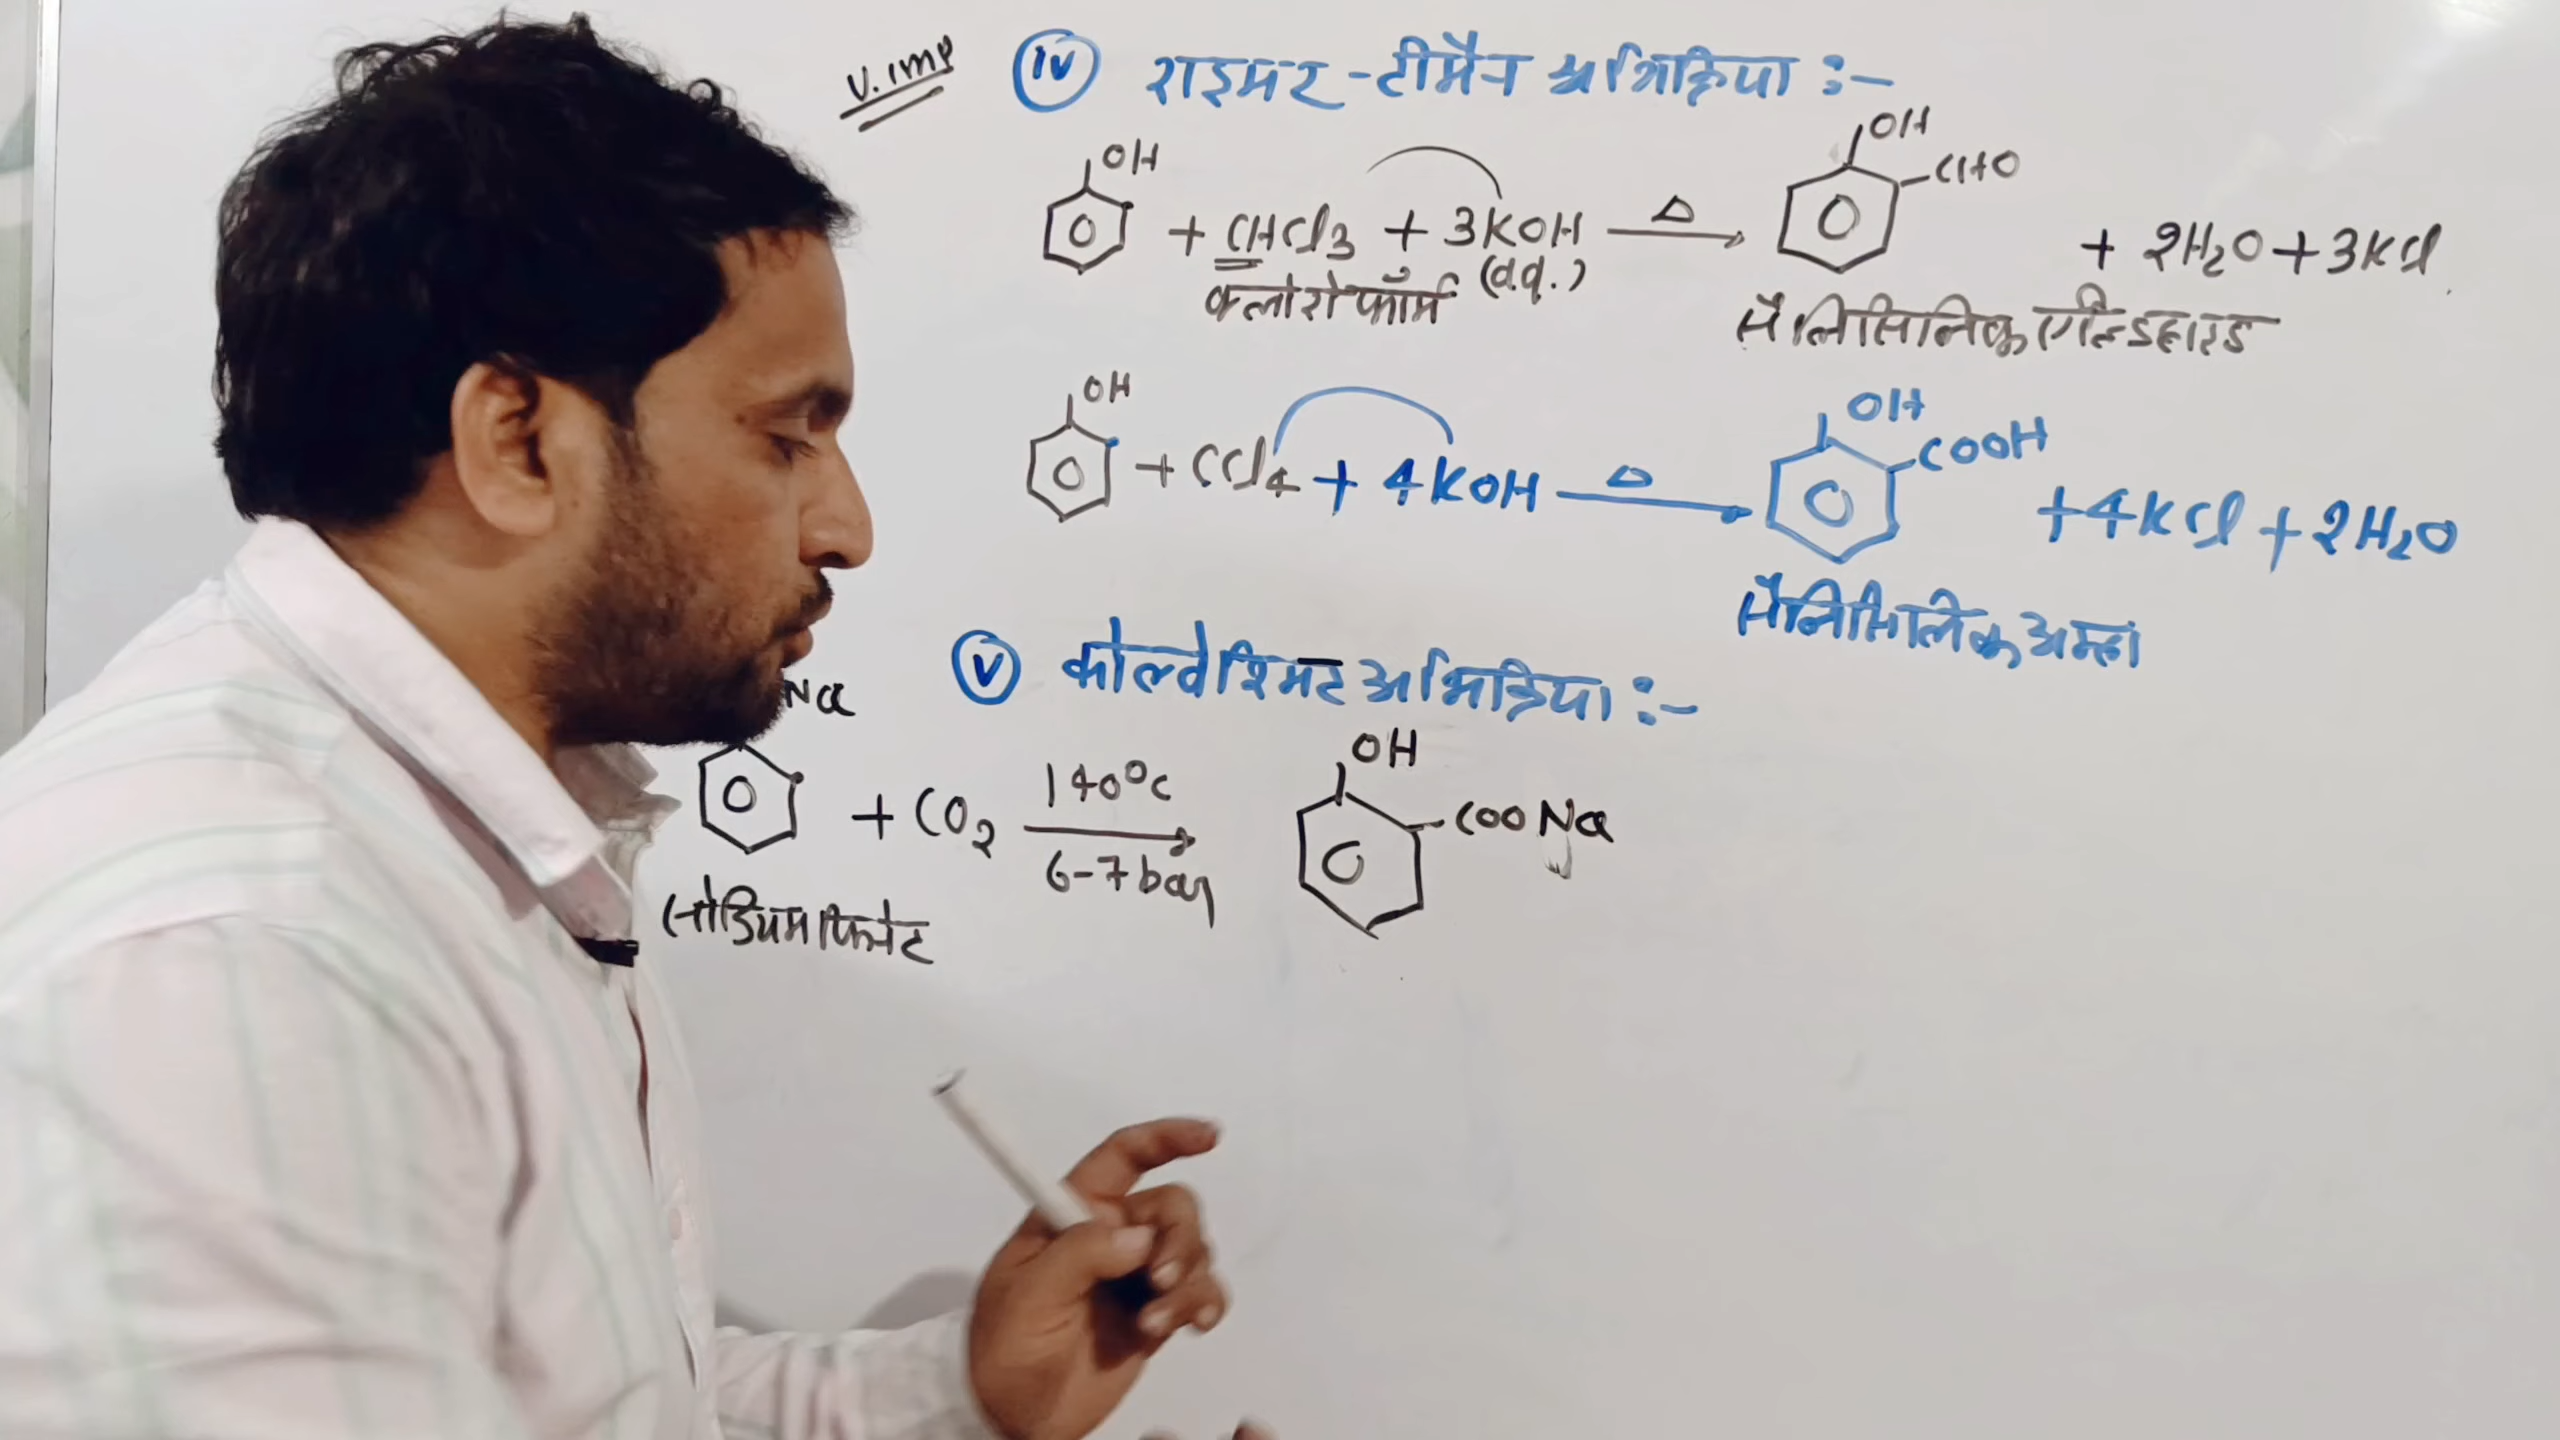 V. Imp (iv) राइमर-टीमैन अभिक्रिया :-
OH
+ CHCl3 + 3KOH (aq.) Δ → OH CHO + 2H2O + 3KCl
क्लोरोफॉर्म
सैलिसिलिक एल्डिहाइड
OH
+ CCl4 + 4KOH Δ → OH COOH + 4KCl + 2H2O
सैलिसिलिक अम्ल
(v) कोल्वे शिमट अभिक्रिया :-
Na
+ CO2 140°C → 6-7 bar OH COONa
सोडियम फिनेट